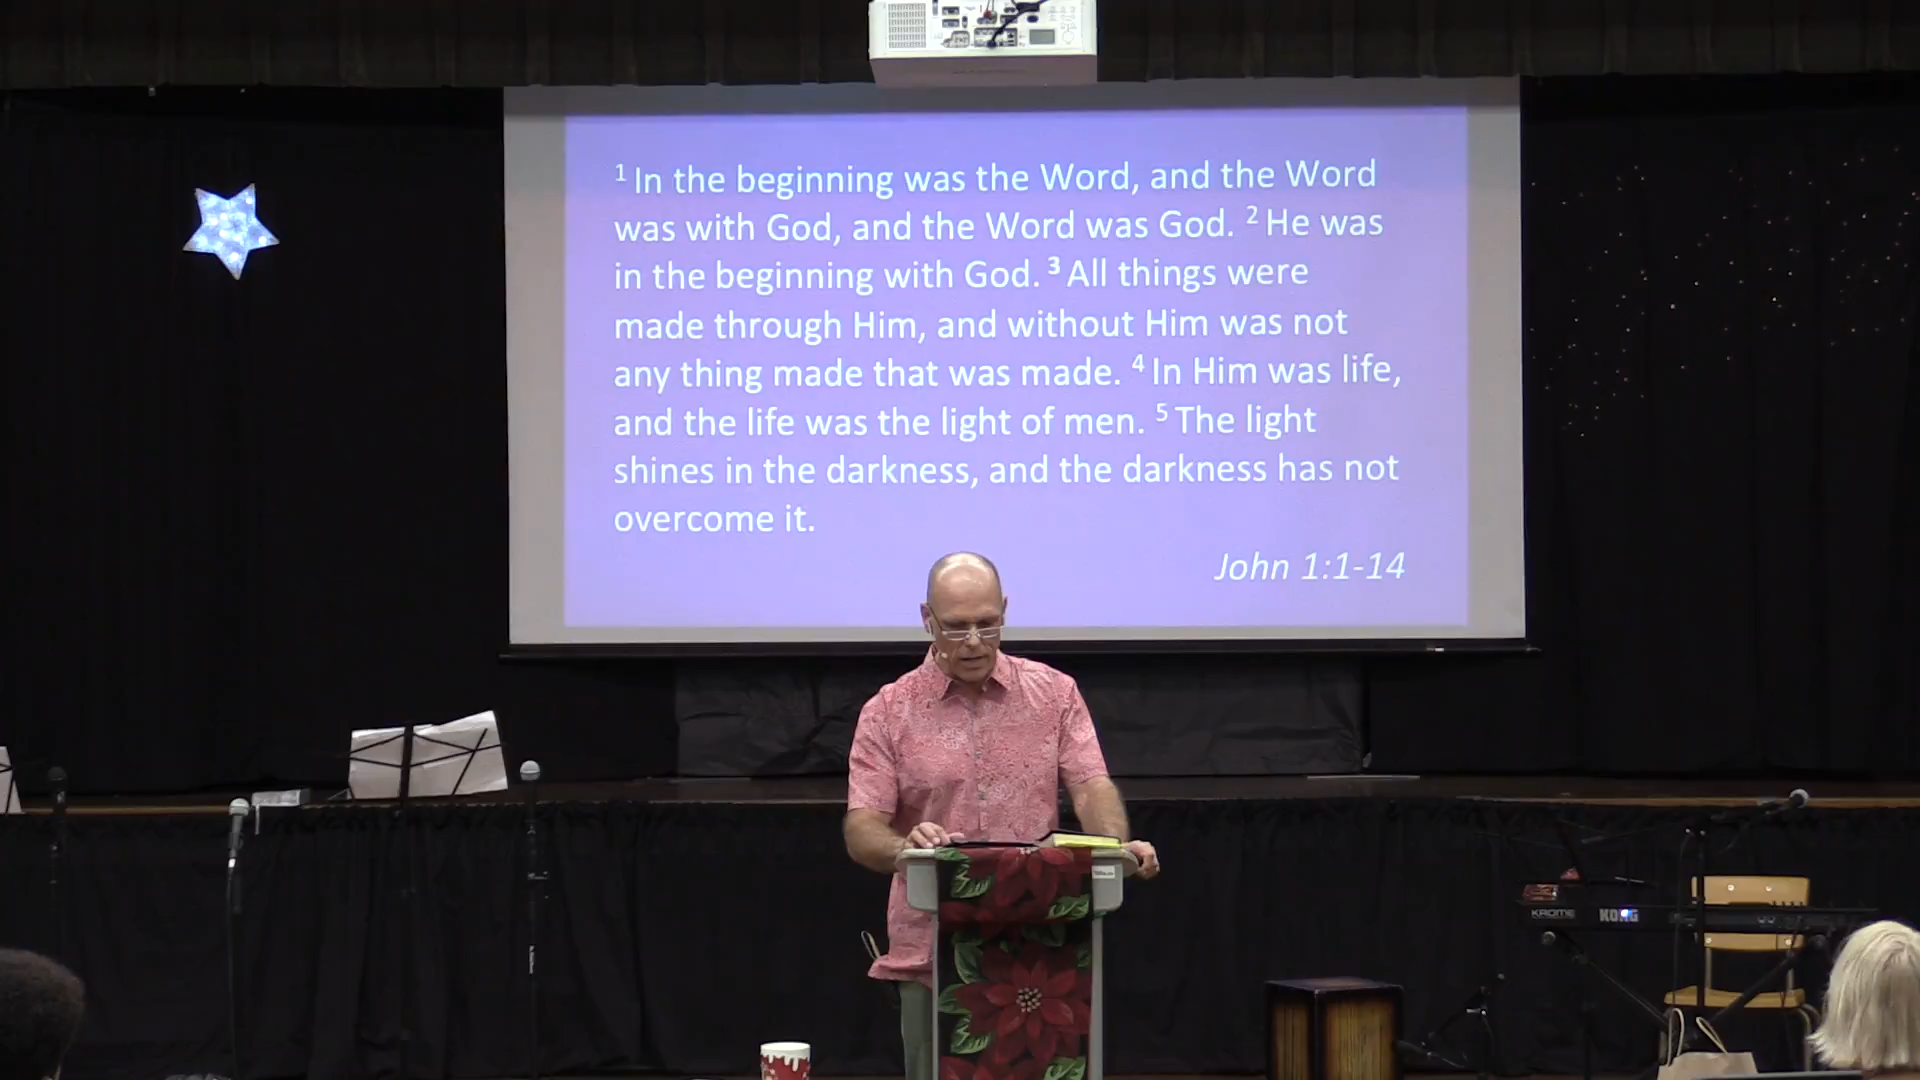 1 In the beginning was the Word, and the Word
was with God, and the Word was God. 2 He was
in the beginning with God. 3 All things were
made through Him, and without Him was not
any thing made that was made. 4 In Him was life,
and the life was the light of men. 5 The light
shines in the darkness, and the darkness has not
overcome it.
John 1:1-14
KROME KORG